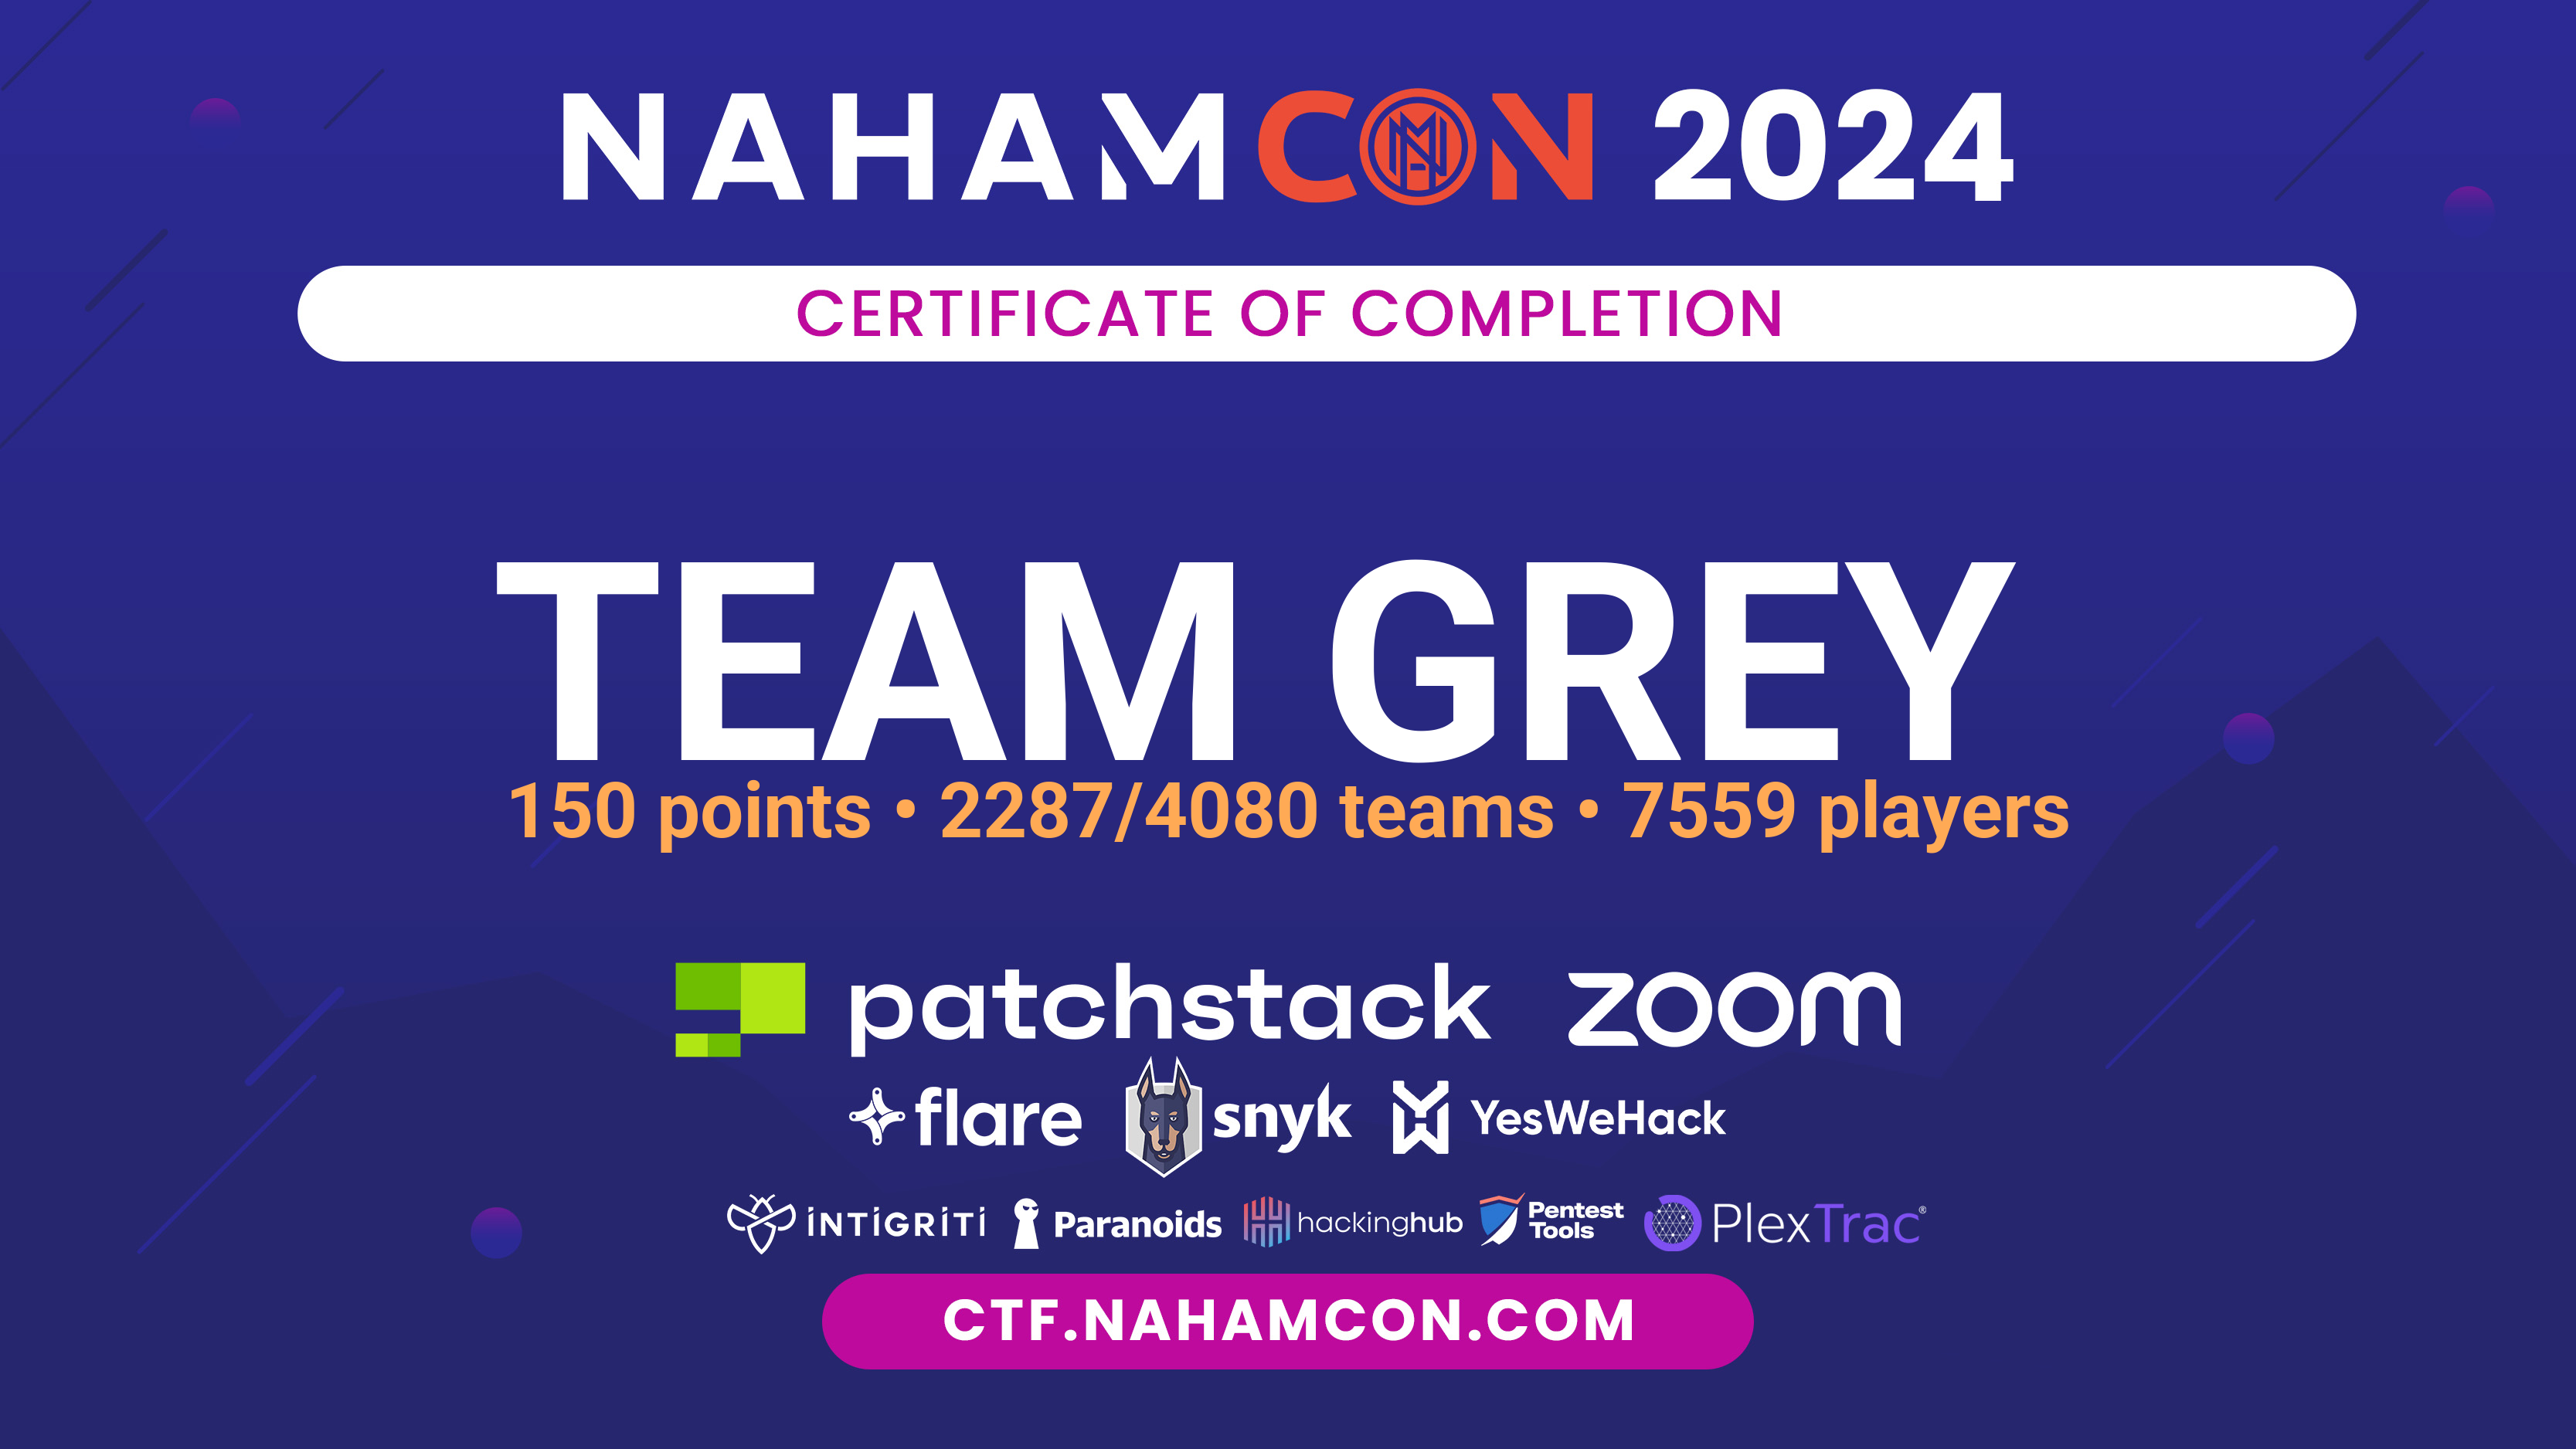 NAHAMCON 2024
CERTIFICATE OF COMPLETION
TEAM GREY
150 points • 2287/4080 teams • 7559 players
patchstack zoom
flare snyk YesWeHack
INTIGRITI Paranoids hackinghub Pentest Tools PlexTrac®
CTF.NAHAMCON.COM